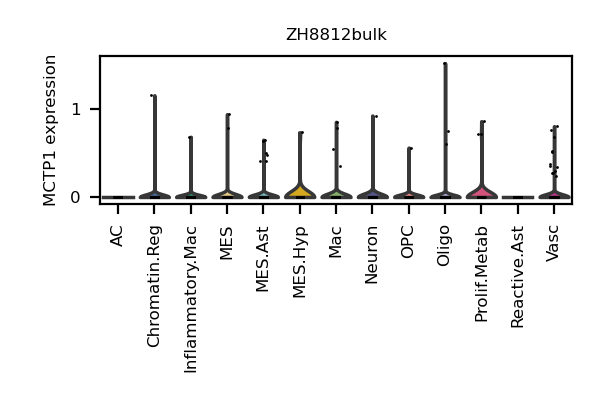 ZH8812bulk
MCTP1 expression
1
0
AC
Chromatin.Reg
Inflammatory.Mac
MES
MES.Ast
MES.Hyp
Mac
Neuron
OPC
Oligo
Prolif.Metab
Reactive.Ast
Vasc